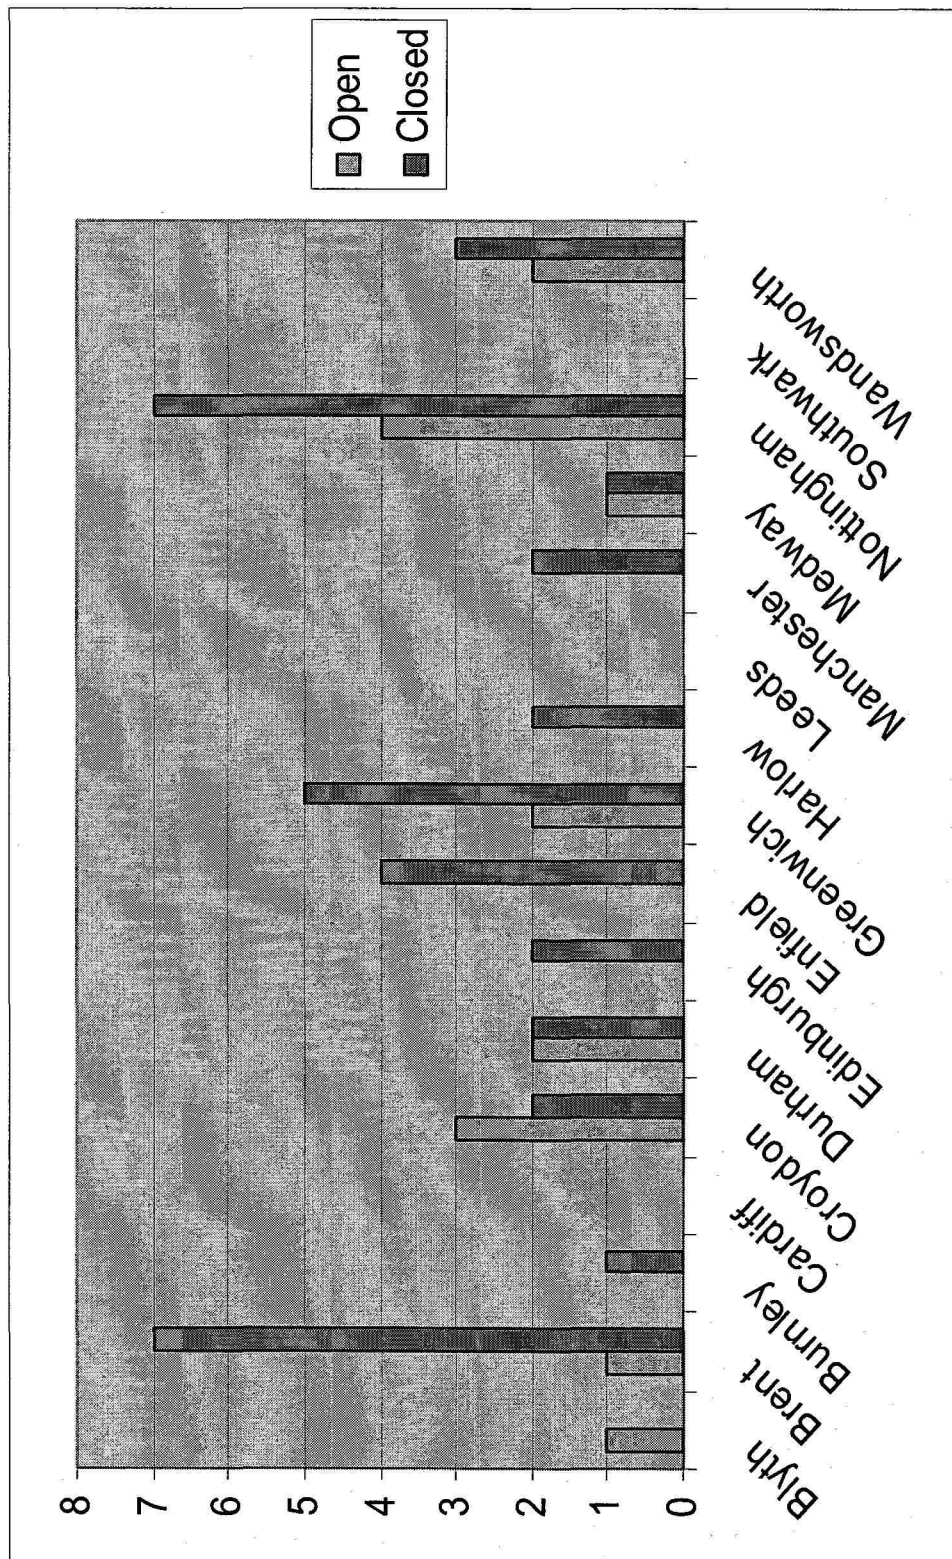 8
7
6
5
4
3
2
1
0
Blyth
Brent
Burnley
Cardiff
Croydon
Durham
Edinburgh
Enfield
Greenwich
Harlow
Leeds
Manchester
Medway
Nottingham
Southwark
Wandsworth
Open
Closed